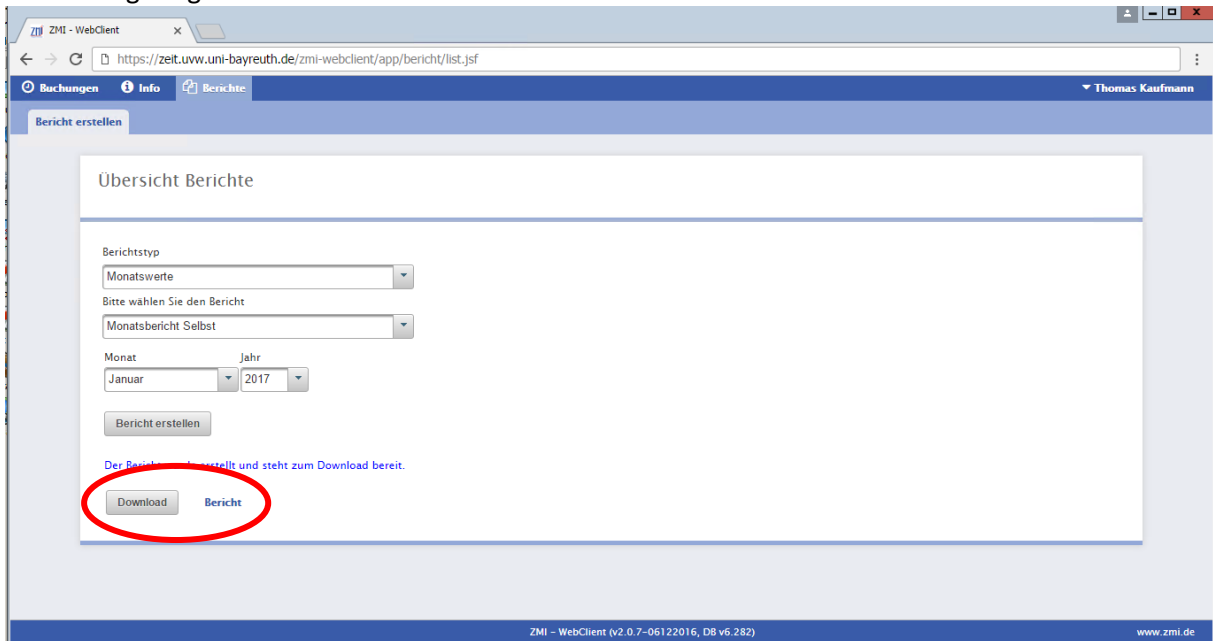 ZMI - WebClient
https://zeit.uvw.uni-bayreuth.de/zmi-webclient/app/bericht/list.jsf
Buchungen Info Berichte Thomas Kaufmann
Bericht erstellen
Übersicht Berichte
Berichtstyp
Monatswerte
Bitte wählen Sie den Bericht
Monatsbericht Selbst
Monat Jahr
Januar 2017
Bericht erstellen
Der Bericht erstellt und steht zum Download bereit.
Download Bericht
ZMI - WebClient (v2.0.7-06122016, DB v6.282) www.zmi.de